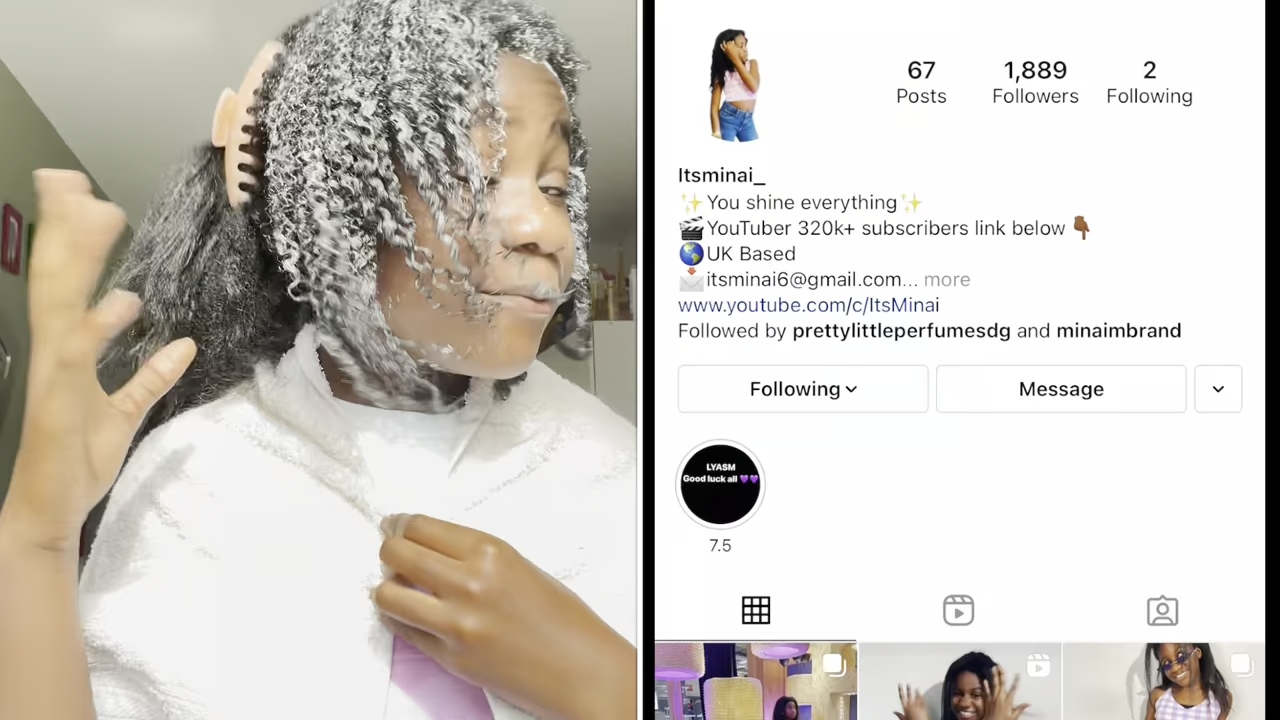 67
Posts
1,889
Followers
2
Following
Itsminai_
✨You shine everything✨
🎬YouTuber 320k+ subscribers link below 👇🏾
🌎UK Based
📩itsminai6@gmail.com... more
www.youtube.com/c/ItsMinai
Followed by prettylittleperfumesdg and minaimbrand
Following
Message
LYASM
Good luck all 💜💜
7.5